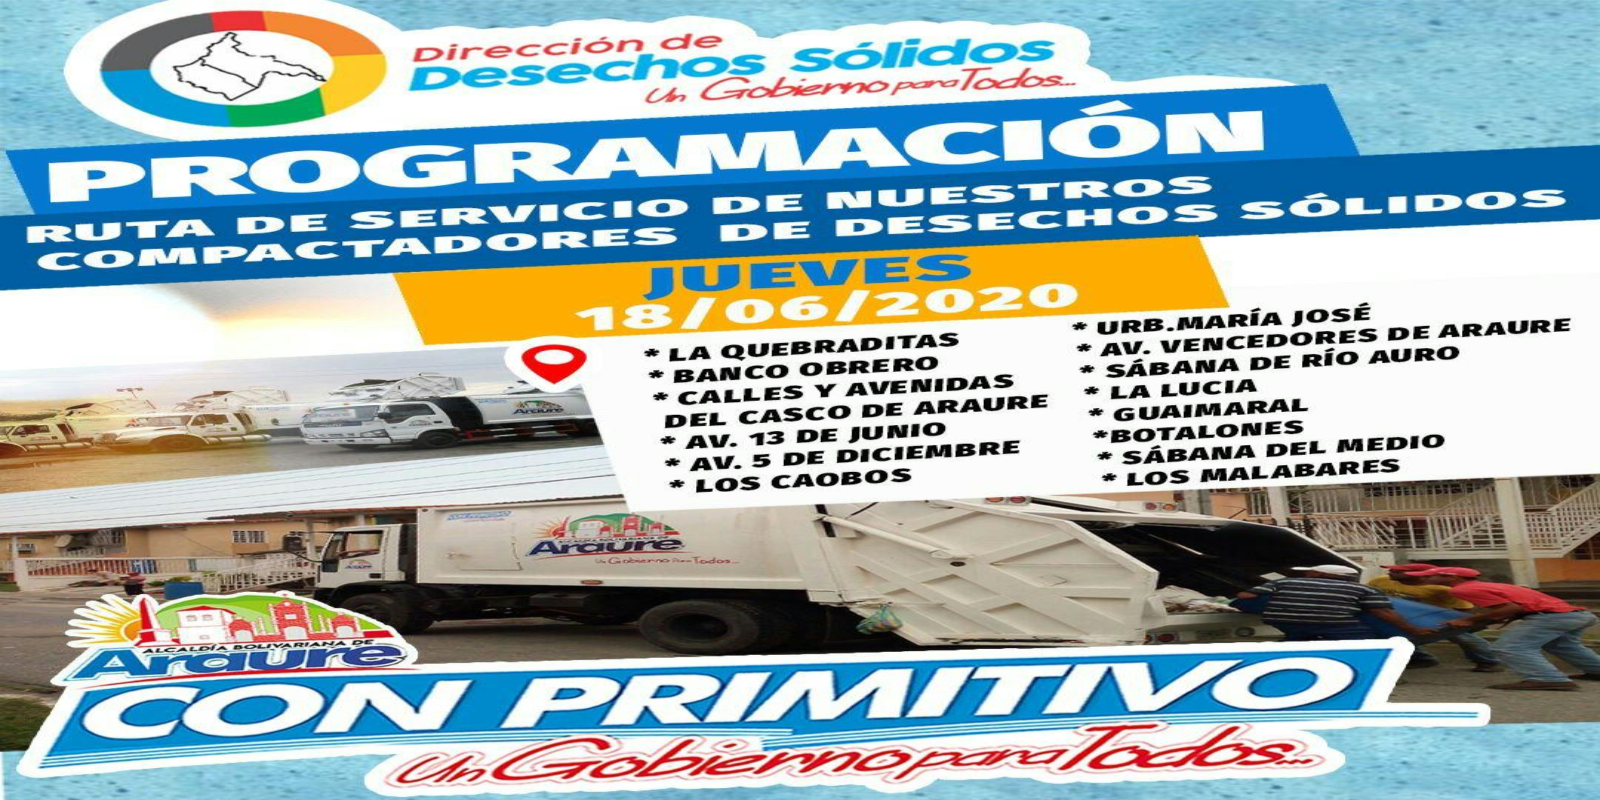 Dirección de
Desechos Sólidos
Un Gobierno para Todos...
PROGRAMACIÓN
RUTA DE SERVICIO DE NUESTROS
COMPACTADORES DE DESECHOS SÓLIDOS
JUEVES
18/06/2020
* LA QUEBRADITAS
* BANCO OBRERO
* CALLES Y AVENIDAS
DEL CASCO DE ARAURE
* AV. 13 DE JUNIO
* AV. 5 DE DICIEMBRE
* LOS CAOBOS
* URB.MARÍA JOSÉ
* AV. VENCEDORES DE ARAURE
* SÁBANA DE RÍO AURO
* LA LUCIA
* GUAIMARAL
*BOTALONES
* SÁBANA DEL MEDIO
* LOS MALABARES
Araure
Araure
Un Gobierno Para Todos...
ALCALDÍA BOLIVARIANA DE
Araure
CON PRIMITIVO
Un Gobierno para Todos...